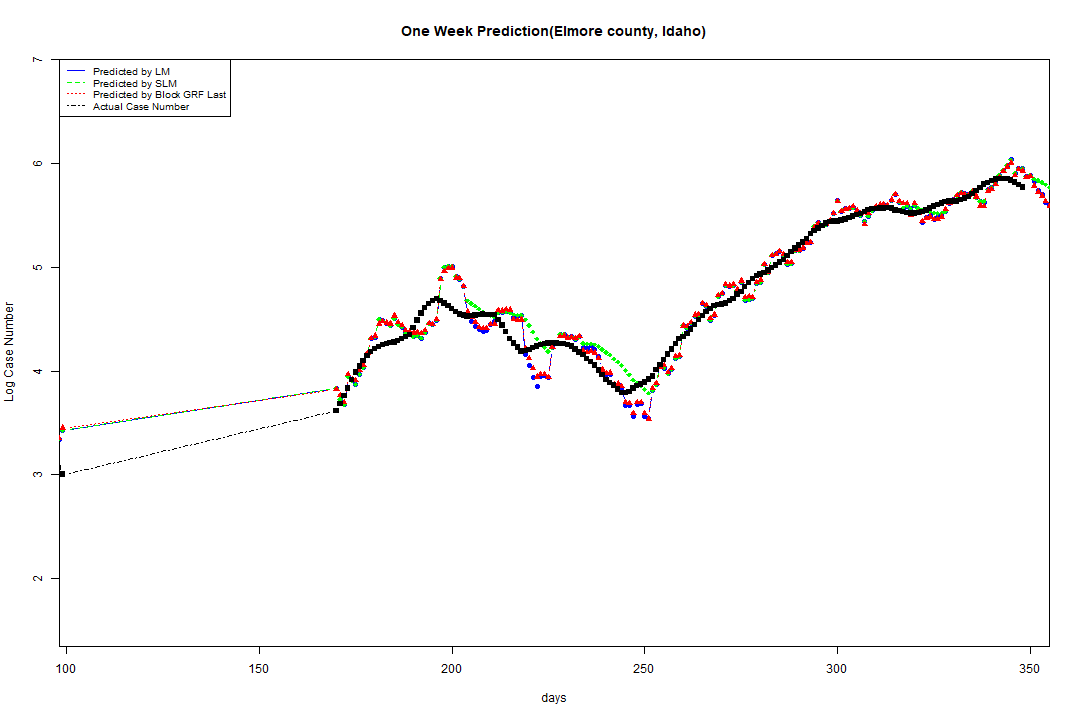 One Week Prediction(Elmore county, Idaho)
7
Predicted by LM
Predicted by SLM
Predicted by Block GRF Last
Actual Case Number
6
5
4
3
2
Log Case Number
100 150 200 250 300 350
days